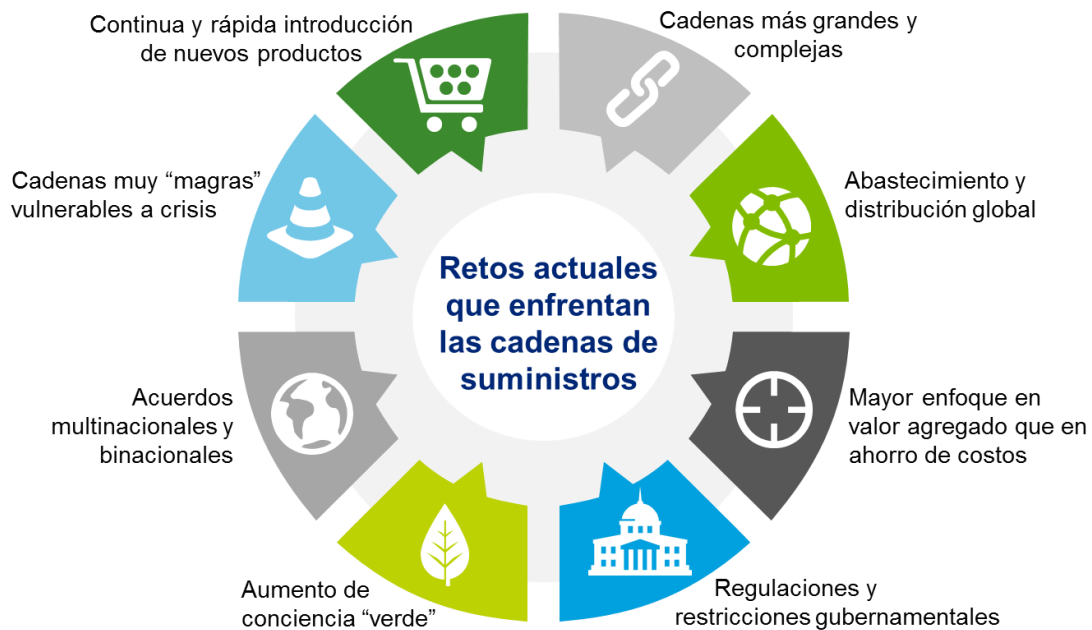 Continua y rápida introducción
de nuevos productos
Cadenas más grandes y
complejas
Cadenas muy “magras”
vulnerables a crisis
Abastecimiento y
distribución global
Retos actuales
que enfrentan
las cadenas de
suministros
Acuerdos
multinacionales y
binacionales
Mayor enfoque en
valor agregado que en
ahorro de costos
Aumento de
conciencia “verde”
Regulaciones y
restricciones gubernamentales